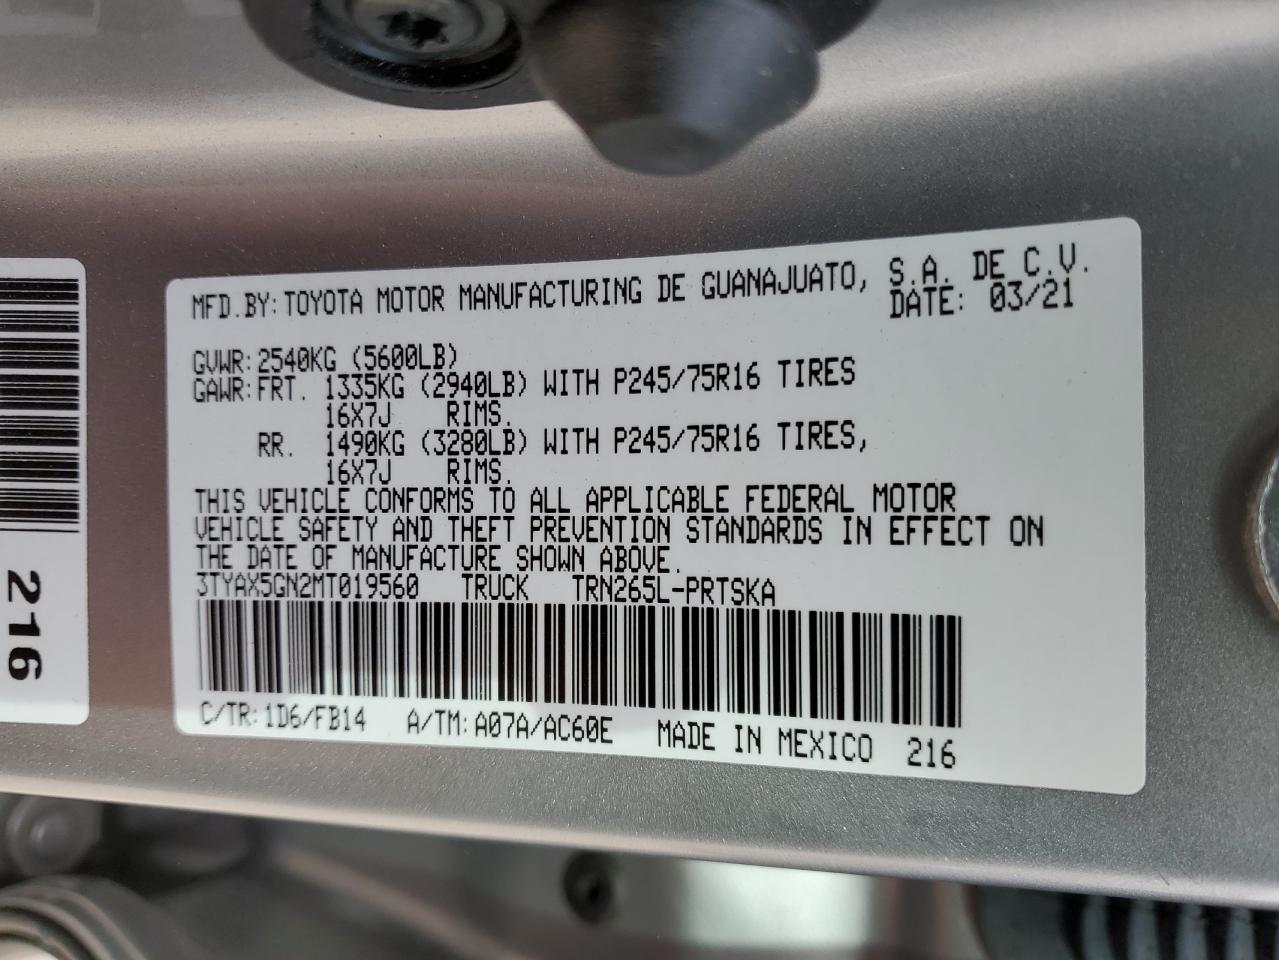 MFD.BY:TOYOTA MOTOR MANUFACTURING DE GUANAJUATO, S.A. DE C.V.
DATE: 03/21
GVWR:2540KG (5600LB)
GAWR:FRT. 1335KG (2940LB) WITH P245/75R16 TIRES
16X7J RIMS.
RR. 1490KG (3280LB) WITH P245/75R16 TIRES,
16X7J RIMS.
THIS VEHICLE CONFORMS TO ALL APPLICABLE FEDERAL MOTOR
VEHICLE SAFETY AND THEFT PREVENTION STANDARDS IN EFFECT ON
THE DATE OF MANUFACTURE SHOWN ABOVE.
3TYAX5GN2MT019560 TRUCK TRN265L-PRTSKA
C/TR:1D6/FB14 A/TM:A07A/AC60E MADE IN MEXICO 216
216